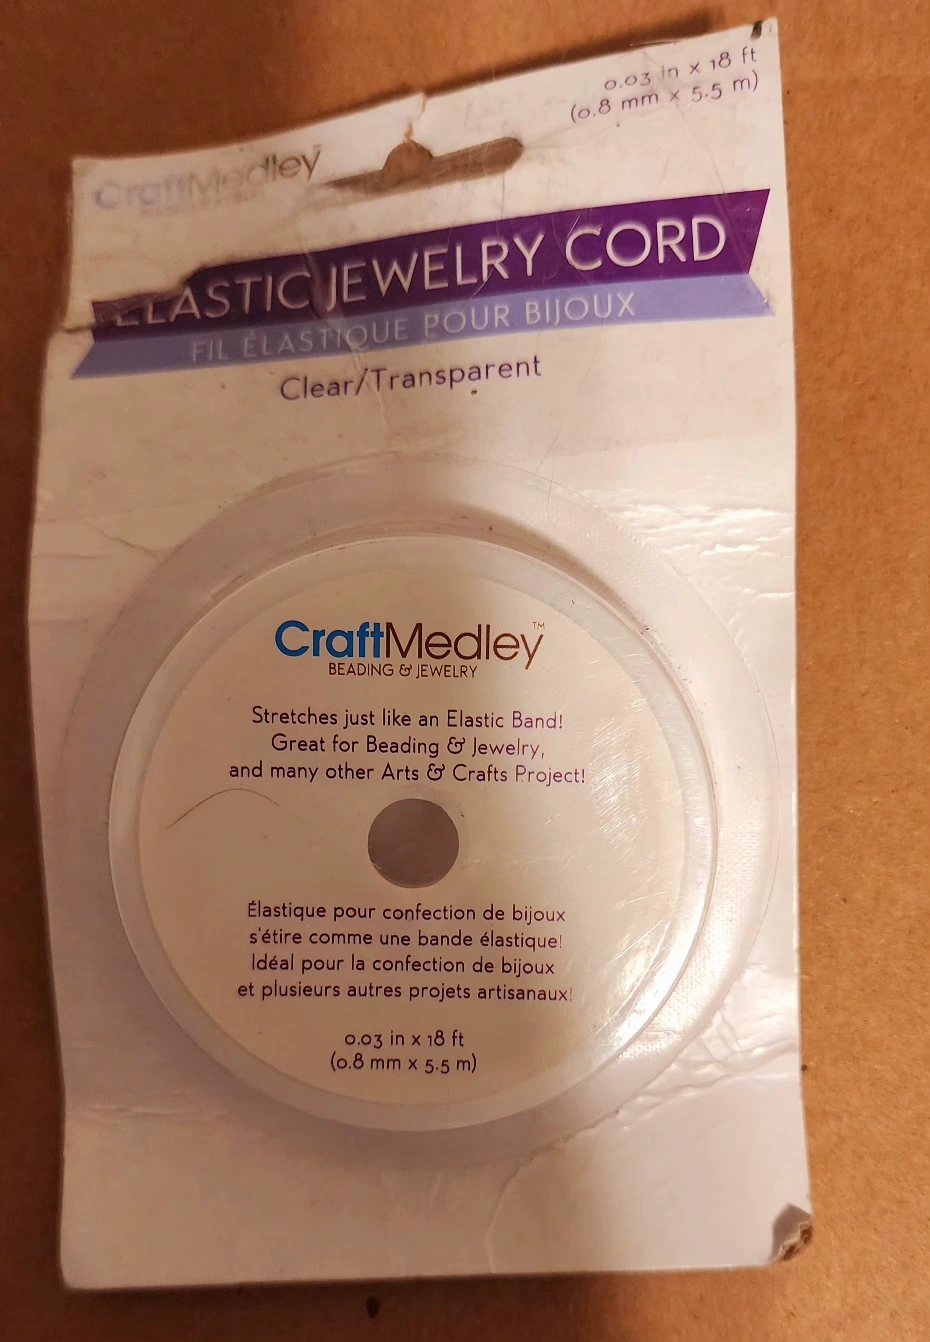 0.03 in x 18 ft
(0.8 mm x 5.5 m)
CraftMedley
ELASTIC JEWELRY CORD
FIL ÉLASTIQUE POUR BIJOUX
Clear/Transparent
CraftMedley™
BEADING & JEWELRY
Stretches just like an Elastic Band!
Great for Beading & Jewelry,
and many other Arts & Crafts Project!
Élastique pour confection de bijoux
s'étire comme une bande élastique!
Idéal pour la confection de bijoux
et plusieurs autres projets artisanaux!
0.03 in x 18 ft
(0.8 mm x 5.5 m)